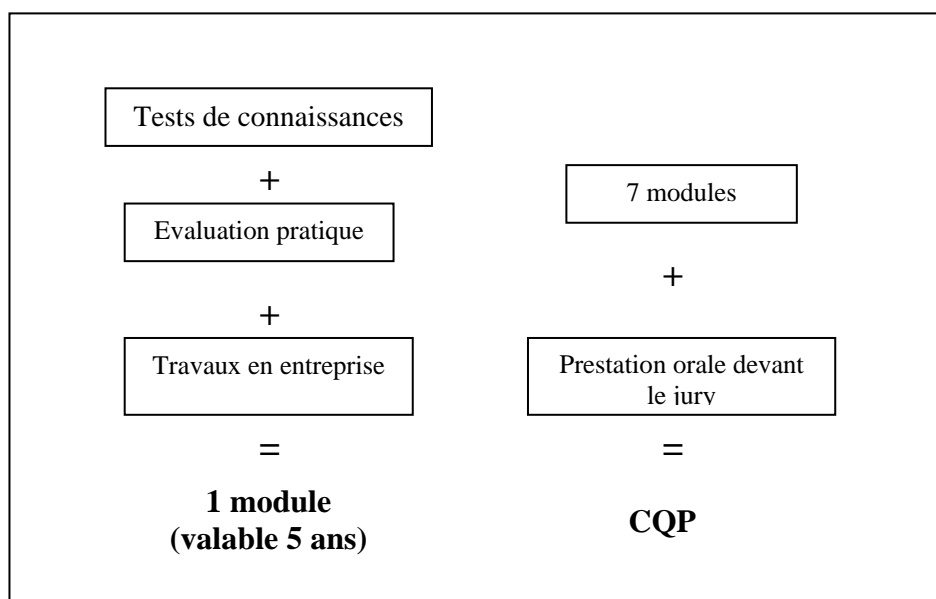 Tests de connaissances
+
Evaluation pratique
+
Travaux en entreprise
=
1 module
(valable 5 ans)
7 modules
+
Prestation orale devant
le jury
=
CQP